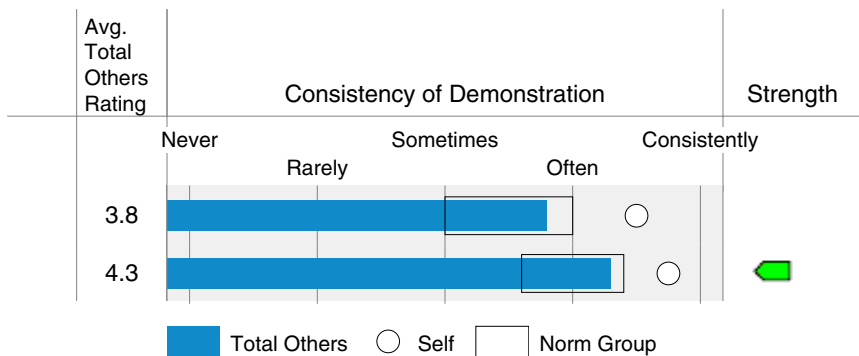 Avg.
Total
Others
Rating
Consistency of Demonstration
Strength
Never
Sometimes
Consistently
Rarely
Often
3.8
4.3
Total Others
Self
Norm Group